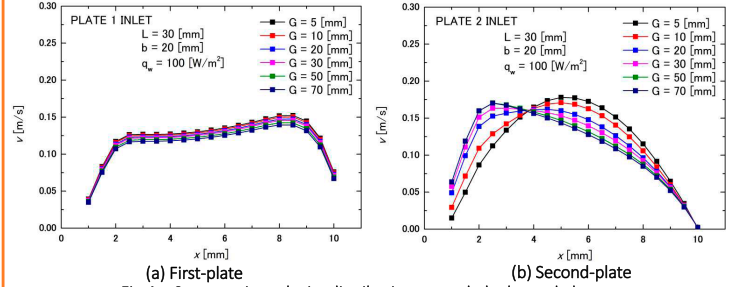 PLATE 1 INLET
L = 30 [mm]
b = 20 [mm]
q_w = 100 [W/m²]
G = 5 [mm]
G = 10 [mm]
G = 20 [mm]
G = 30 [mm]
G = 50 [mm]
G = 70 [mm]
0.30
0.25
0.20
0.15
0.10
0.05
0.00
v [m/s]
0 2 4 6 8 10
x [mm]
(a) First-plate
PLATE 2 INLET
L = 30 [mm]
b = 20 [mm]
q_w = 100 [W/m²]
G = 5 [mm]
G = 10 [mm]
G = 20 [mm]
G = 30 [mm]
G = 50 [mm]
G = 70 [mm]
0.30
0.25
0.20
0.15
0.10
0.05
0.00
v [m/s]
0 2 4 6 8 10
x [mm]
(b) Second-plate